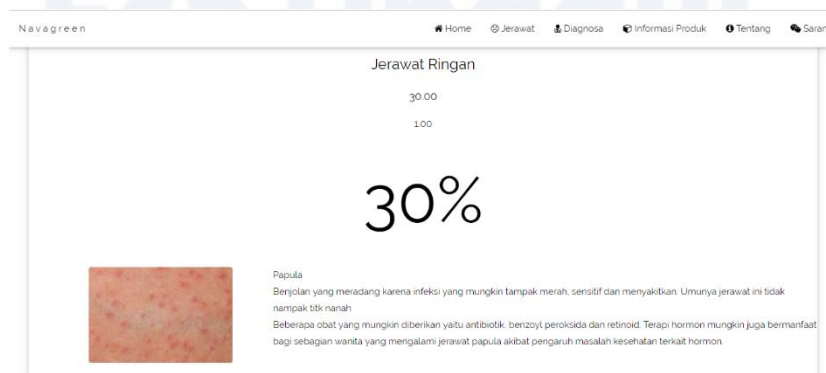 Navagreen Home Jerawat Diagnosa Informasi Produk Tentang Saran
Jerawat Ringan
30.00
1.00
30%
Papula
Benjolan yang meradang karena infeksi yang mungkin tampak merah, sensitif dan menyakitkan. Umunya jerawat ini tidak
nampak titk nanah
Beberapa obat yang mungkin diberikan yaitu antibiotik, benzoyl peroksida dan retinoid. Terapi hormon mungkin juga bermanfaat
bagi sebagian wanita yang mengalami jerawat papula akibat pengaruh masalah kesehatan terkait hormon.